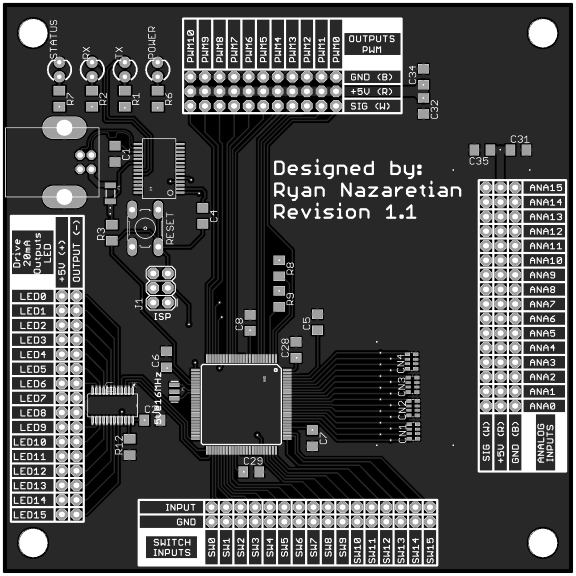 STATUS
RX
TX
POWER
R7
R2
R1
R6
PWM10
PWM9
PWM8
PWM7
PWM6
PWM5
PWM4
PWM3
PWM2
PWM1
PWM0
OUTPUTS
PWM
GND (B)
+5V (R)
SIG (W)
C34
C32
C1
C4
R3
RESET
J1
ISP
Designed by:
Ryan Nazaretian
Revision 1.1
C35
C31
ANA15
ANA14
ANA13
ANA12
ANA11
ANA10
ANA9
ANA8
ANA7
ANA6
ANA5
ANA4
ANA3
ANA2
ANA1
ANA0
SIG (W)
+5V (R)
GND (B)
ANALOG
INPUTS
Drive
20mA
Outputs
LED
+5V (+)
OUTPUT (-)
LED0
LED1
LED2
LED3
LED4
LED5
LED6
LED7
LED8
LED9
LED10
LED11
LED12
LED13
LED14
LED15
R8
R9
C8
C5
C28
C6
C7
C29
R12
CN4
CN3
CN2
CN1
INPUT
GND
SWITCH
INPUTS
SW0
SW1
SW2
SW3
SW4
SW5
SW6
SW7
SW8
SW9
SW10
SW11
SW12
SW13
SW14
SW15